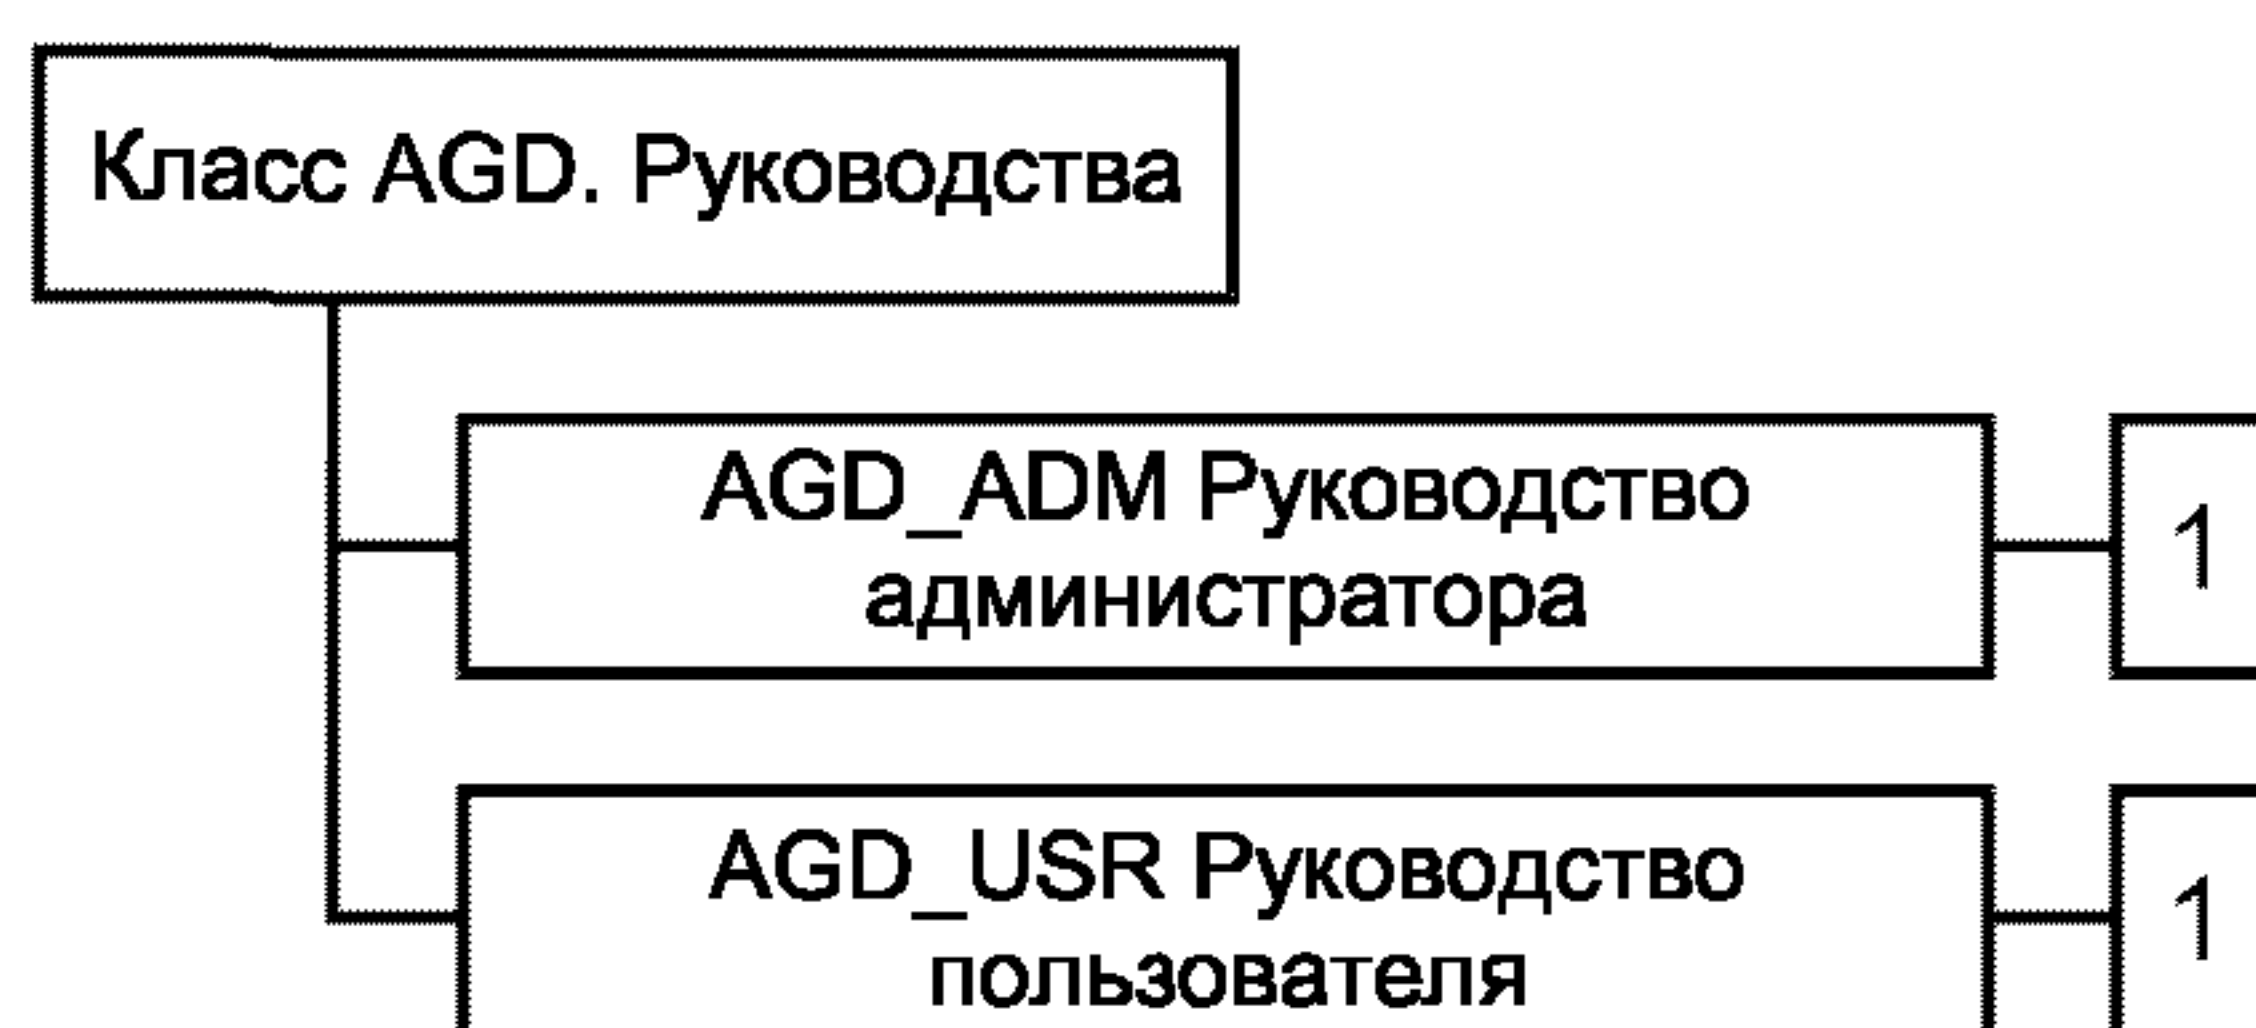 Класс AGD. Руководства
AGD_ADM Руководство
администратора
1
AGD_USR Руководство
пользователя
1